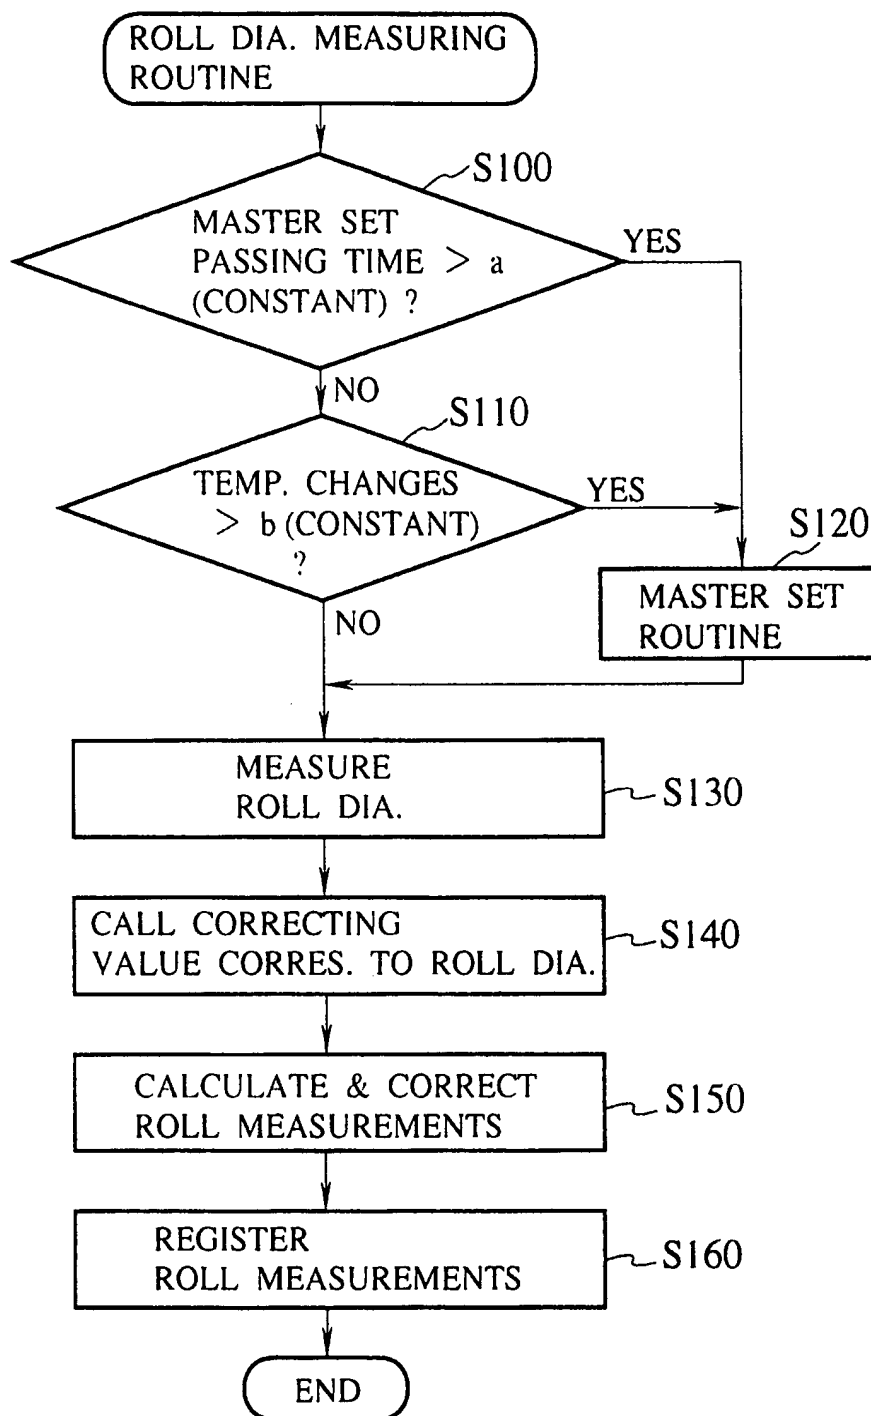 ROLL DIA. MEASURING
ROUTINE
S100
MASTER SET
PASSING TIME > a
(CONSTANT) ?
YES
NO
S110
TEMP. CHANGES
> b (CONSTANT)
?
YES
NO
S120
MASTER SET
ROUTINE
MEASURE
ROLL DIA.
S130
CALL CORRECTING
VALUE CORRES. TO ROLL DIA.
S140
CALCULATE & CORRECT
ROLL MEASUREMENTS
S150
REGISTER
ROLL MEASUREMENTS
S160
END